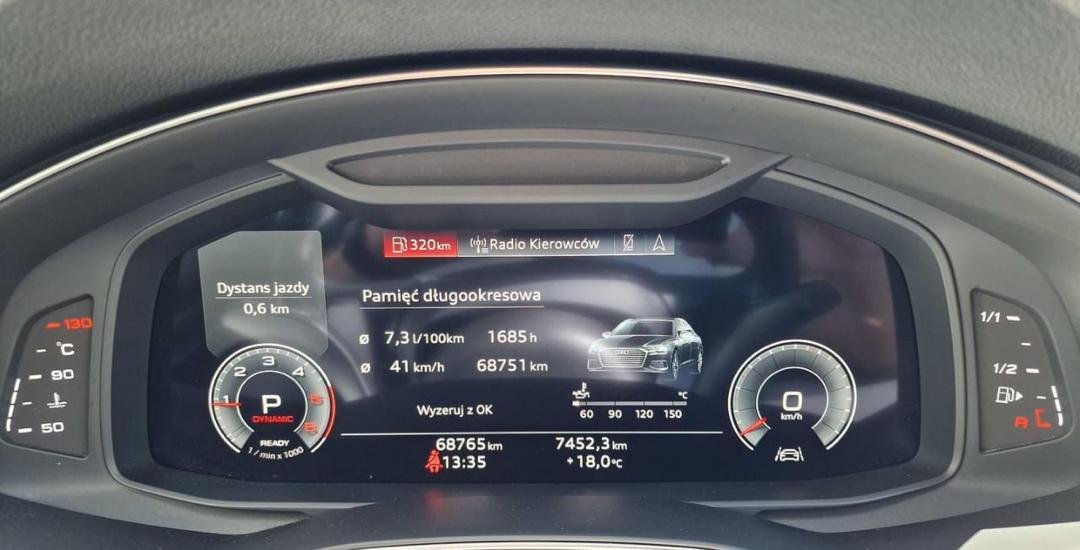 320km Radio Kierowców
Dystans jazdy
0,6 km
Pamięć długookresowa
ø 7,3 l/100km 1685 h
ø 41 km/h 68751 km
Wyzeruj z OK
°C
60 90 120 150
1 2 3 4 5 6
P
DYNAMIC
READY
1 / min x 1000
0
km/h
68765 km 7452,3 km
13:35 +18,0°C
130
°C
90
50
1/1
1/2
R